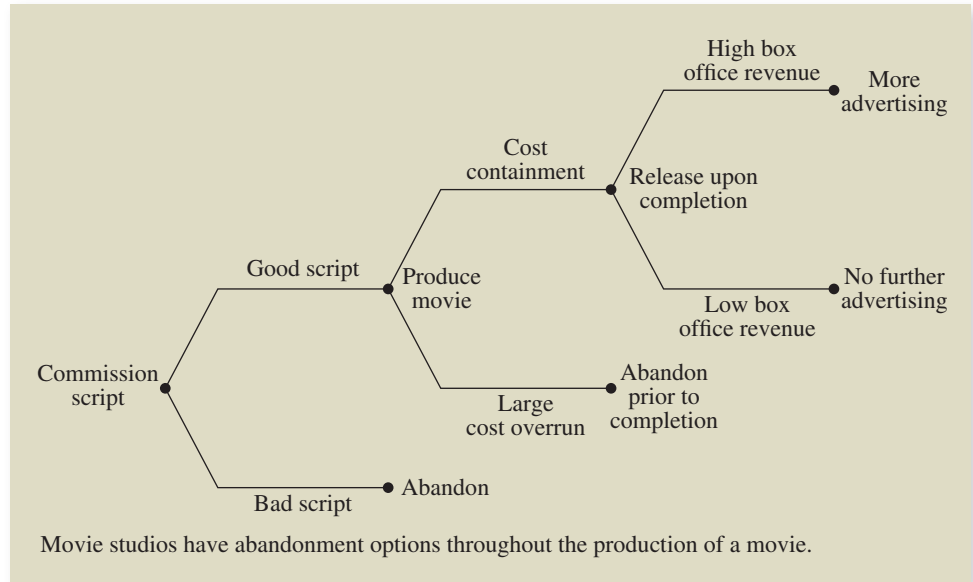 High box
office revenue
More
advertising
Cost
containment
Release upon
completion
Good script
Produce
movie
No further
advertising
Low box
office revenue
Commission
script
Abandon
prior to
completion
Large
cost overrun
Abandon
Bad script
Movie studios have abandonment options throughout the production of a movie.